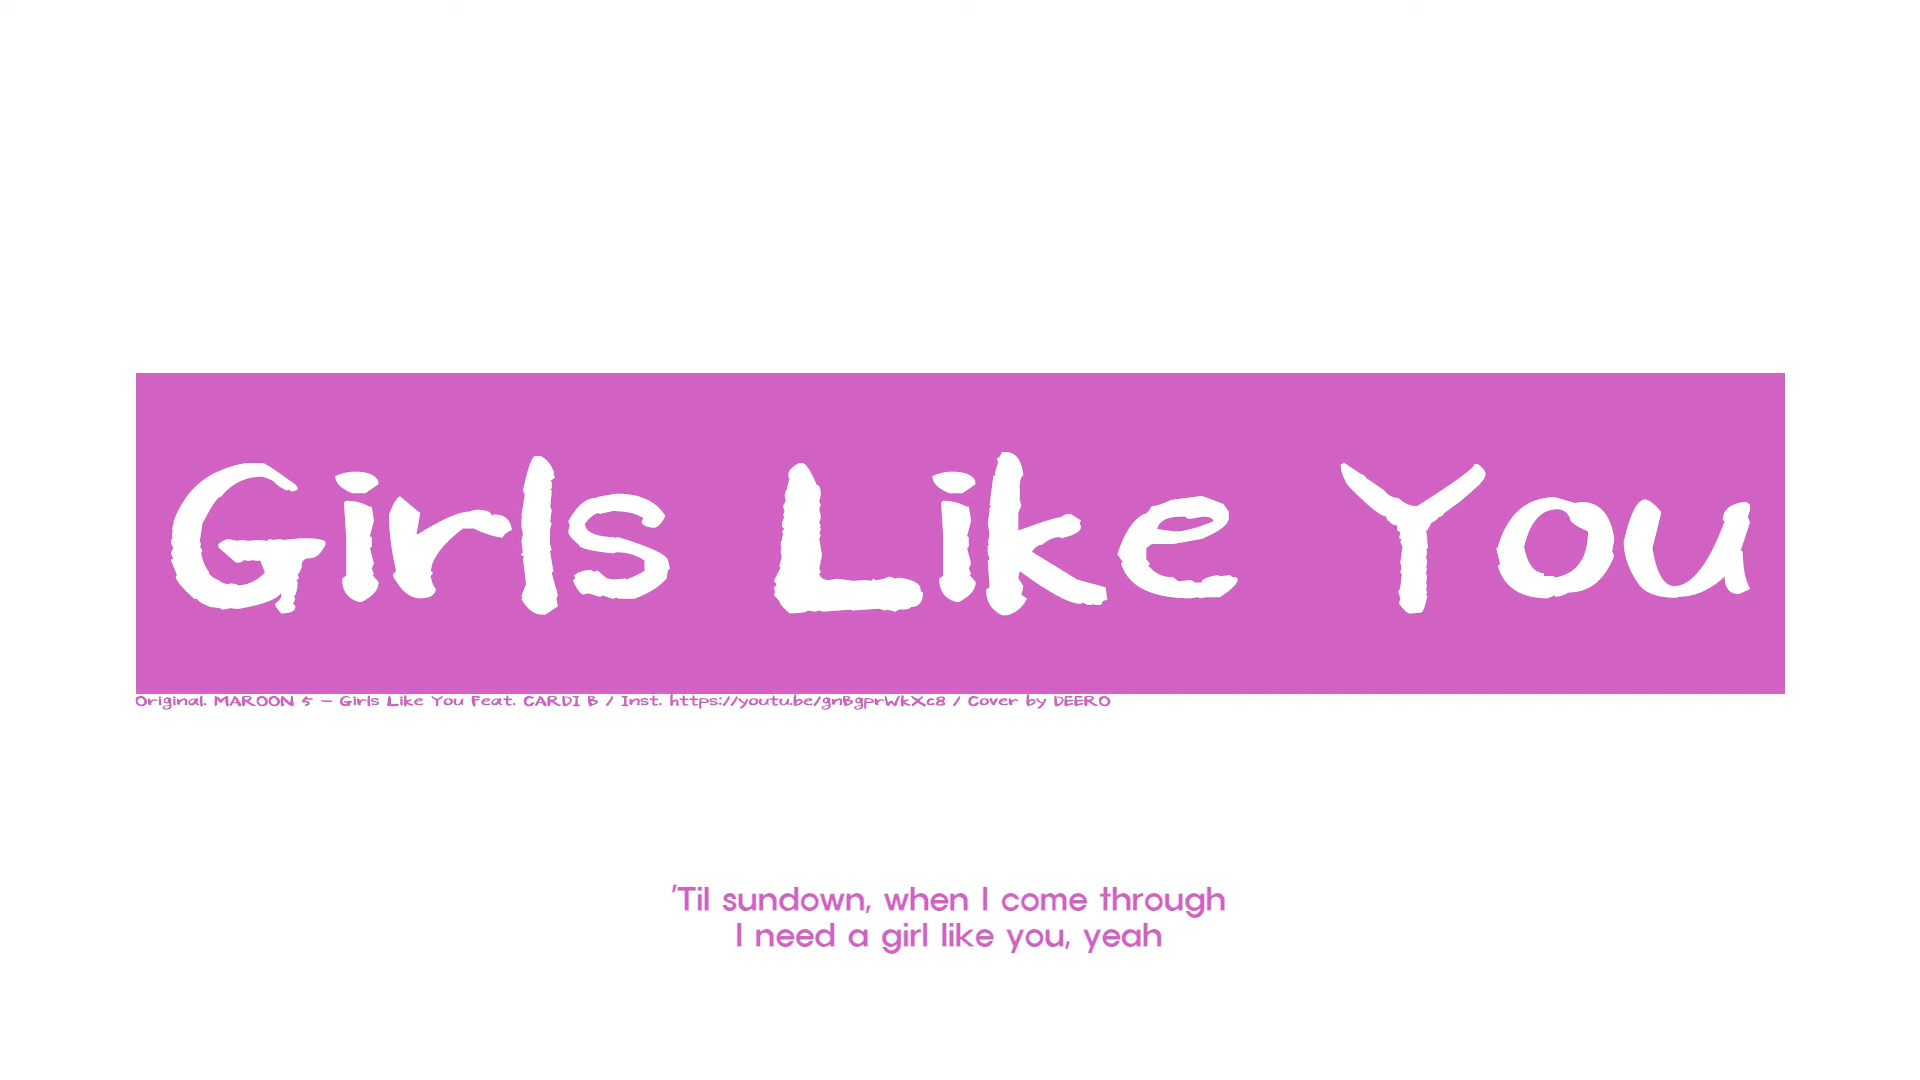 Girls Like You
Original. MAROON 5 - Girls Like You Feat. CARDI B / Inst. https://youtu.be/gnBgprWkXc8 / Cover by DEERO
'Til sundown, when I come through
I need a girl like you, yeah